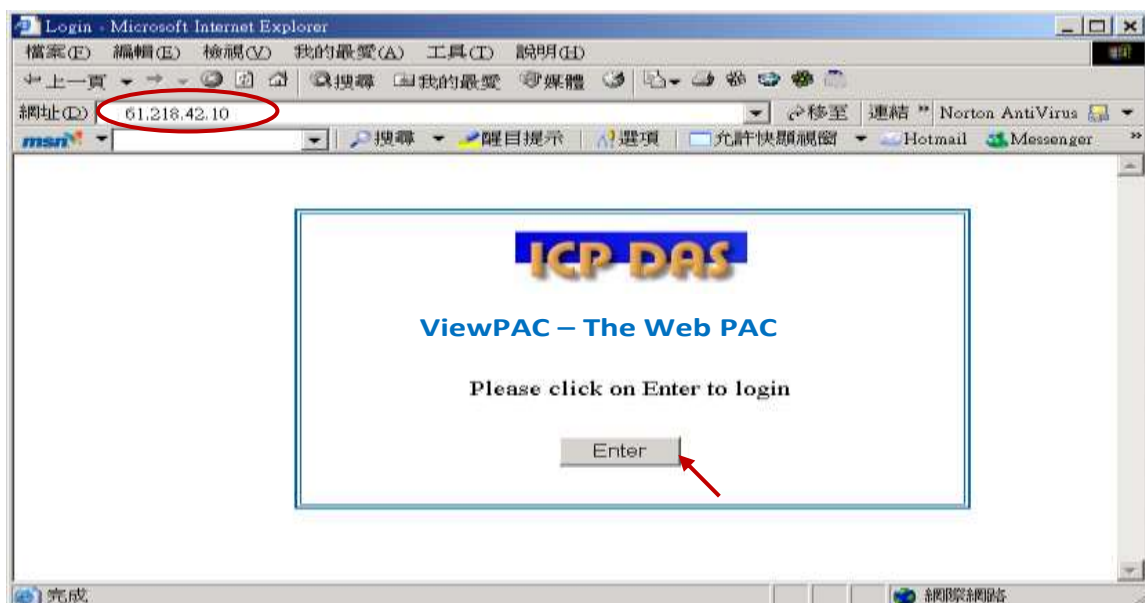 Login - Microsoft Internet Explorer
檔案(F) 編輯(E) 檢視(V) 我的最愛(A) 工具(T) 說明(H)
上一頁 搜尋 我的最愛 媒體
網址(D) 61.218.42.10 移至 連結 » Norton AntiVirus
msn 搜尋 醒目提示 選項 允許快顯視窗 Hotmail Messenger »
ICP DAS
ViewPAC – The Web PAC
Please click on Enter to login
Enter
完成 網際網路